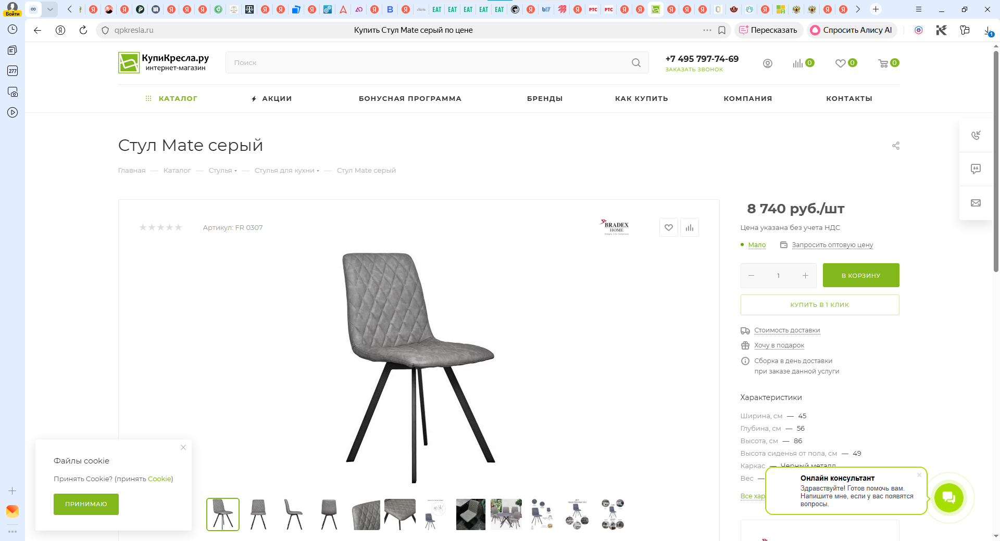 Войти
277
qpkresla.ru
Купить Стул Mate серый по цене
Пересказать
Спросить Алису AI
1
КупиКресла.ру
интернет-магазин
Поиск
+7 495 797-74-69
ЗАКАЗАТЬ ЗВОНОК
0
0
0
КАТАЛОГ
АКЦИИ
БОНУСНАЯ ПРОГРАММА
БРЕНДЫ
КАК КУПИТЬ
КОМПАНИЯ
КОНТАКТЫ
Стул Mate серый
Главная — Каталог — Стулья — Стулья для кухни — Стул Mate серый
Артикул: FR 0307
BRADEX
HOME
Simple Life Solutions
8 740 руб./шт
Цена указана без учета НДС
Мало
Запросить оптовую цену
1
В КОРЗИНУ
КУПИТЬ В 1 КЛИК
Стоимость доставки
Хочу в подарок
Сборка в день доставки
при заказе данной услуги
Характеристики
Ширина, см — 45
Глубина, см — 56
Высота, см — 86
Высота сиденья от пола, см — 49
Каркас — Черный металл
Вес —
Все хар
Онлайн консультант
Здравствуйте! Готов помочь вам.
Напишите мне, если у вас появятся
вопросы.
Файлы cookie
Принять Cookie? (принять Cookie)
ПРИНИМАЮ